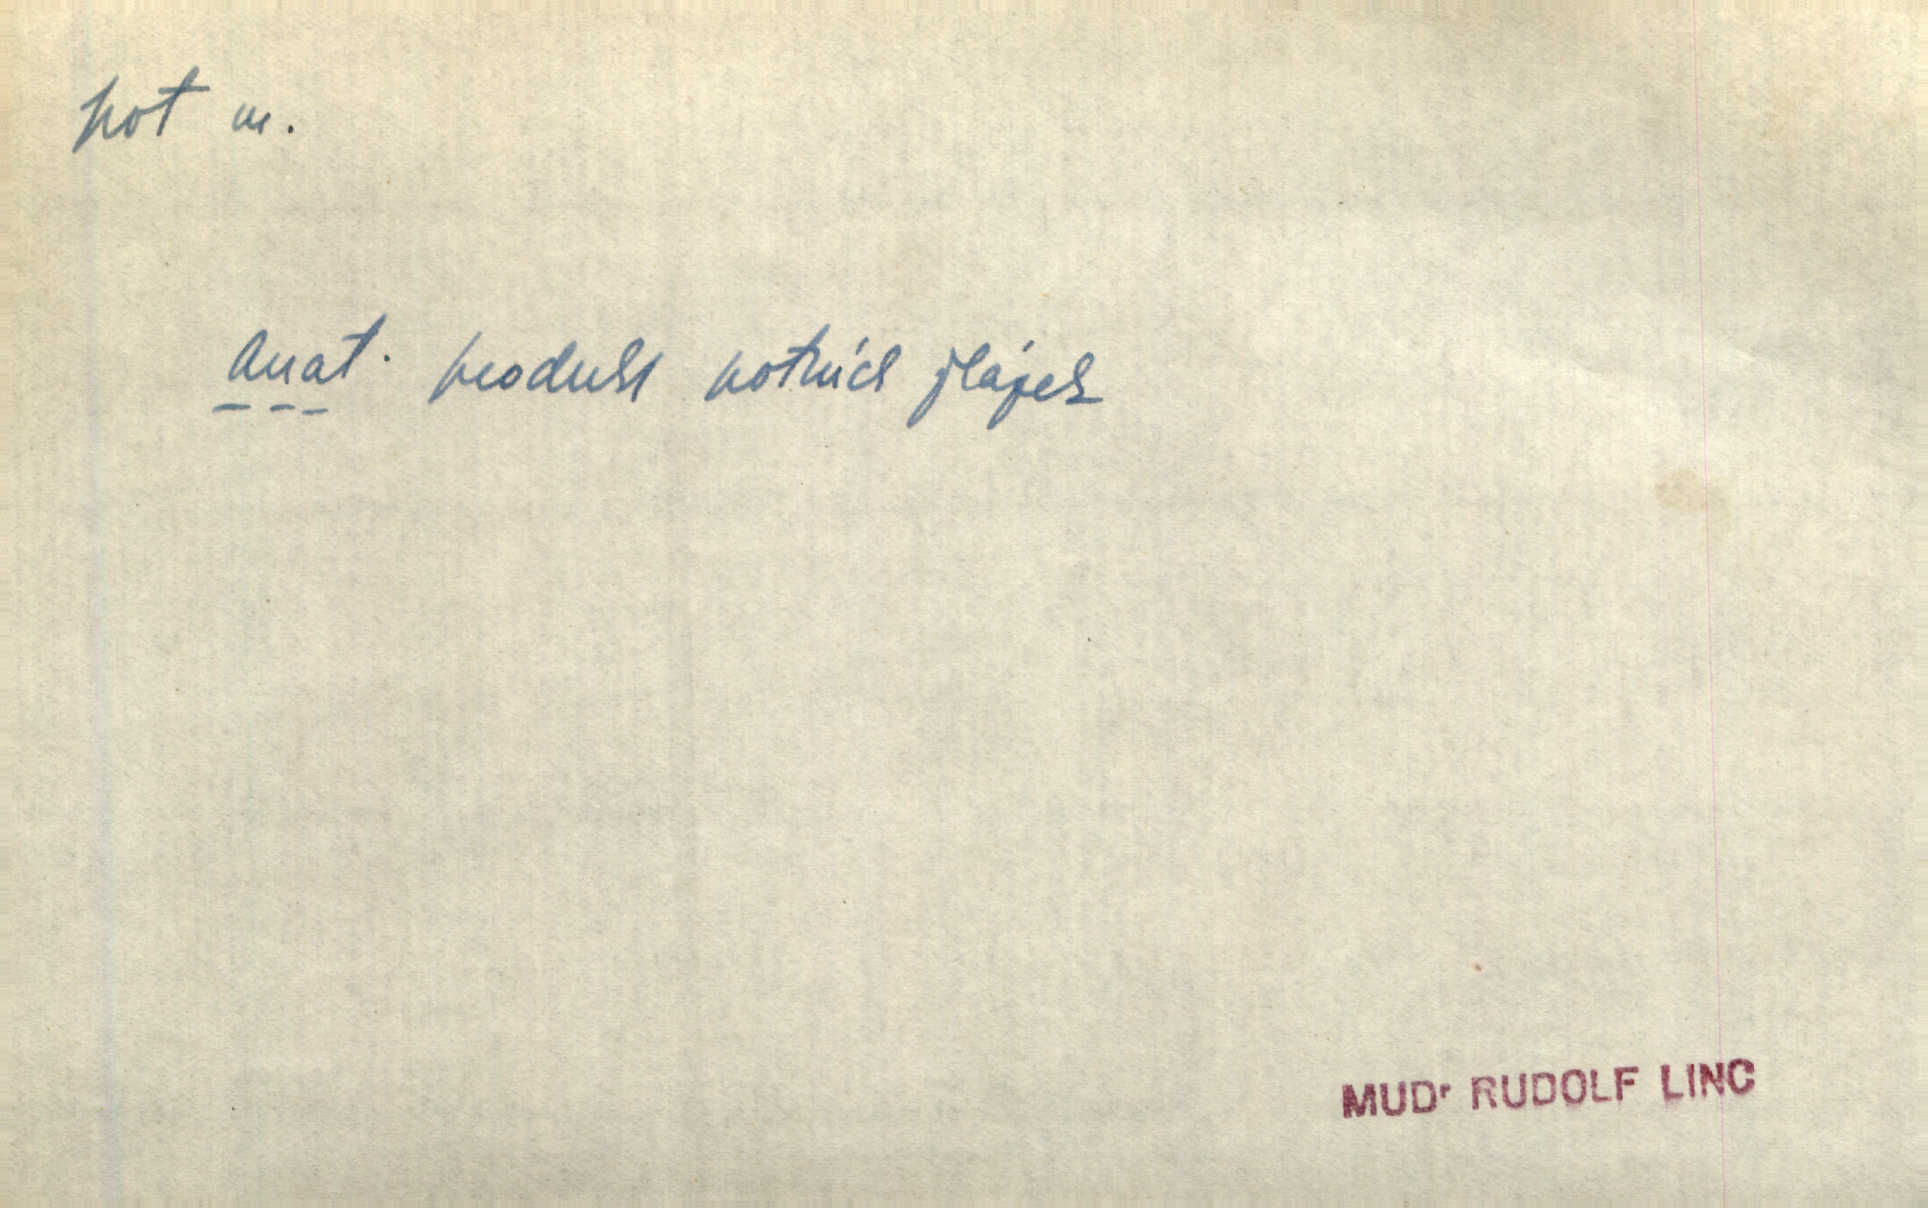 pot m.
anat. produkt potních žlázek
MUDr RUDOLF LINC